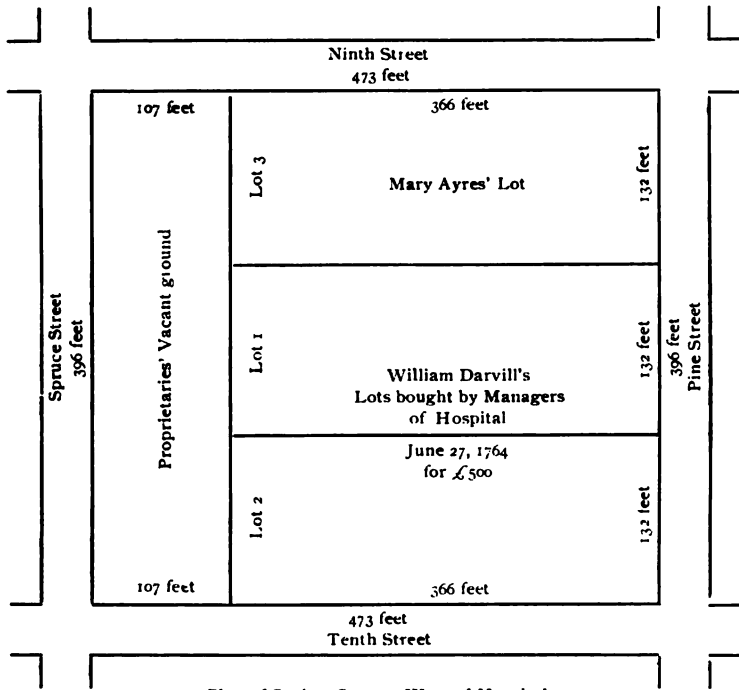 Ninth Street
473 feet
107 feet
366 feet
Lot 3
Mary Ayres' Lot
132 feet
Spruce Street
396 feet
Proprietaries' Vacant ground
Lot 1
William Darvill's
Lots bought by Managers
of Hospital
132 feet
396 feet
Pine Street
June 27, 1764
for £500
Lot 2
132 feet
107 feet
366 feet
473 feet
Tenth Street